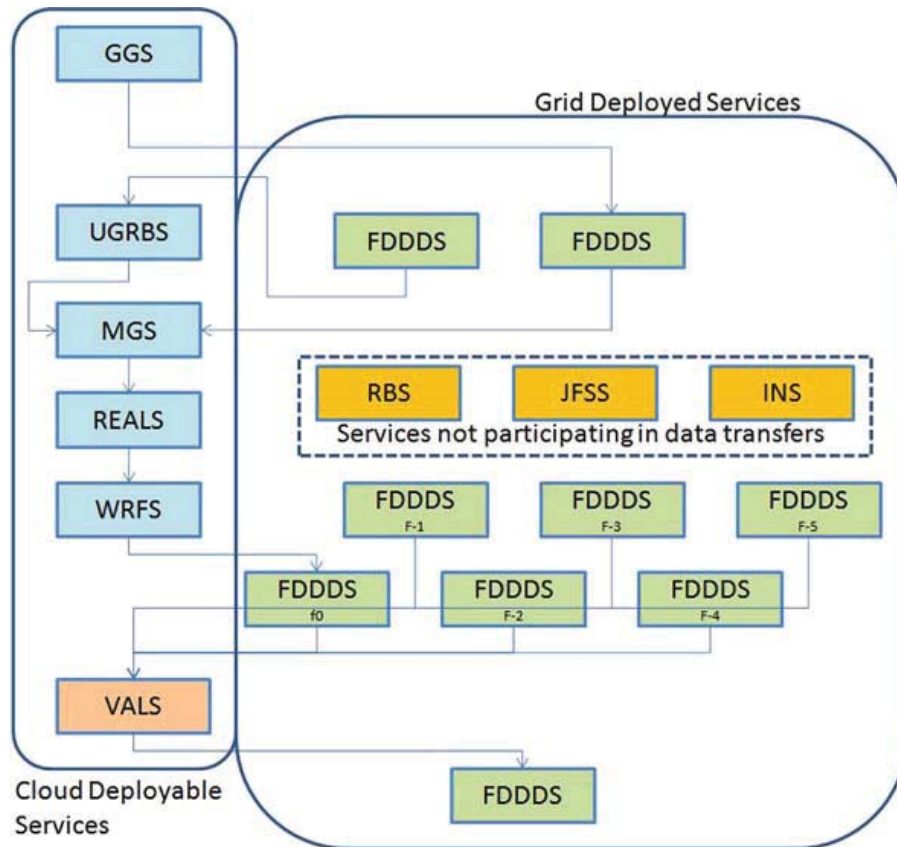 GGS
Grid Deployed Services
UGRBS
FDDDS
FDDDS
MGS
RBS
JFSS
INS
Services not participating in data transfers
REALS
WRFS
FDDDS
F-1
FDDDS
F-3
FDDDS
F-5
FDDDS
f0
FDDDS
F-2
FDDDS
F-4
VALS
FDDDS
Cloud Deployable
Services